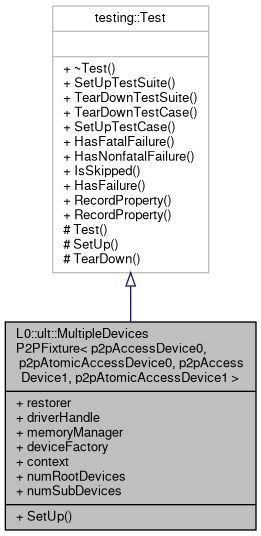 testing::Test
+ ~Test()
+ SetUpTestSuite()
+ TearDownTestSuite()
+ TearDownTestCase()
+ SetUpTestCase()
+ HasFatalFailure()
+ HasNonfatalFailure()
+ IsSkipped()
+ HasFailure()
+ RecordProperty()
+ RecordProperty()
# Test()
# SetUp()
# TearDown()
L0::ult::MultipleDevices
P2PFixture< p2pAccessDevice0,
p2pAtomicAccessDevice0, p2pAccess
Device1, p2pAtomicAccessDevice1 >
+ restorer
+ driverHandle
+ memoryManager
+ deviceFactory
+ context
+ numRootDevices
+ numSubDevices
+ SetUp()